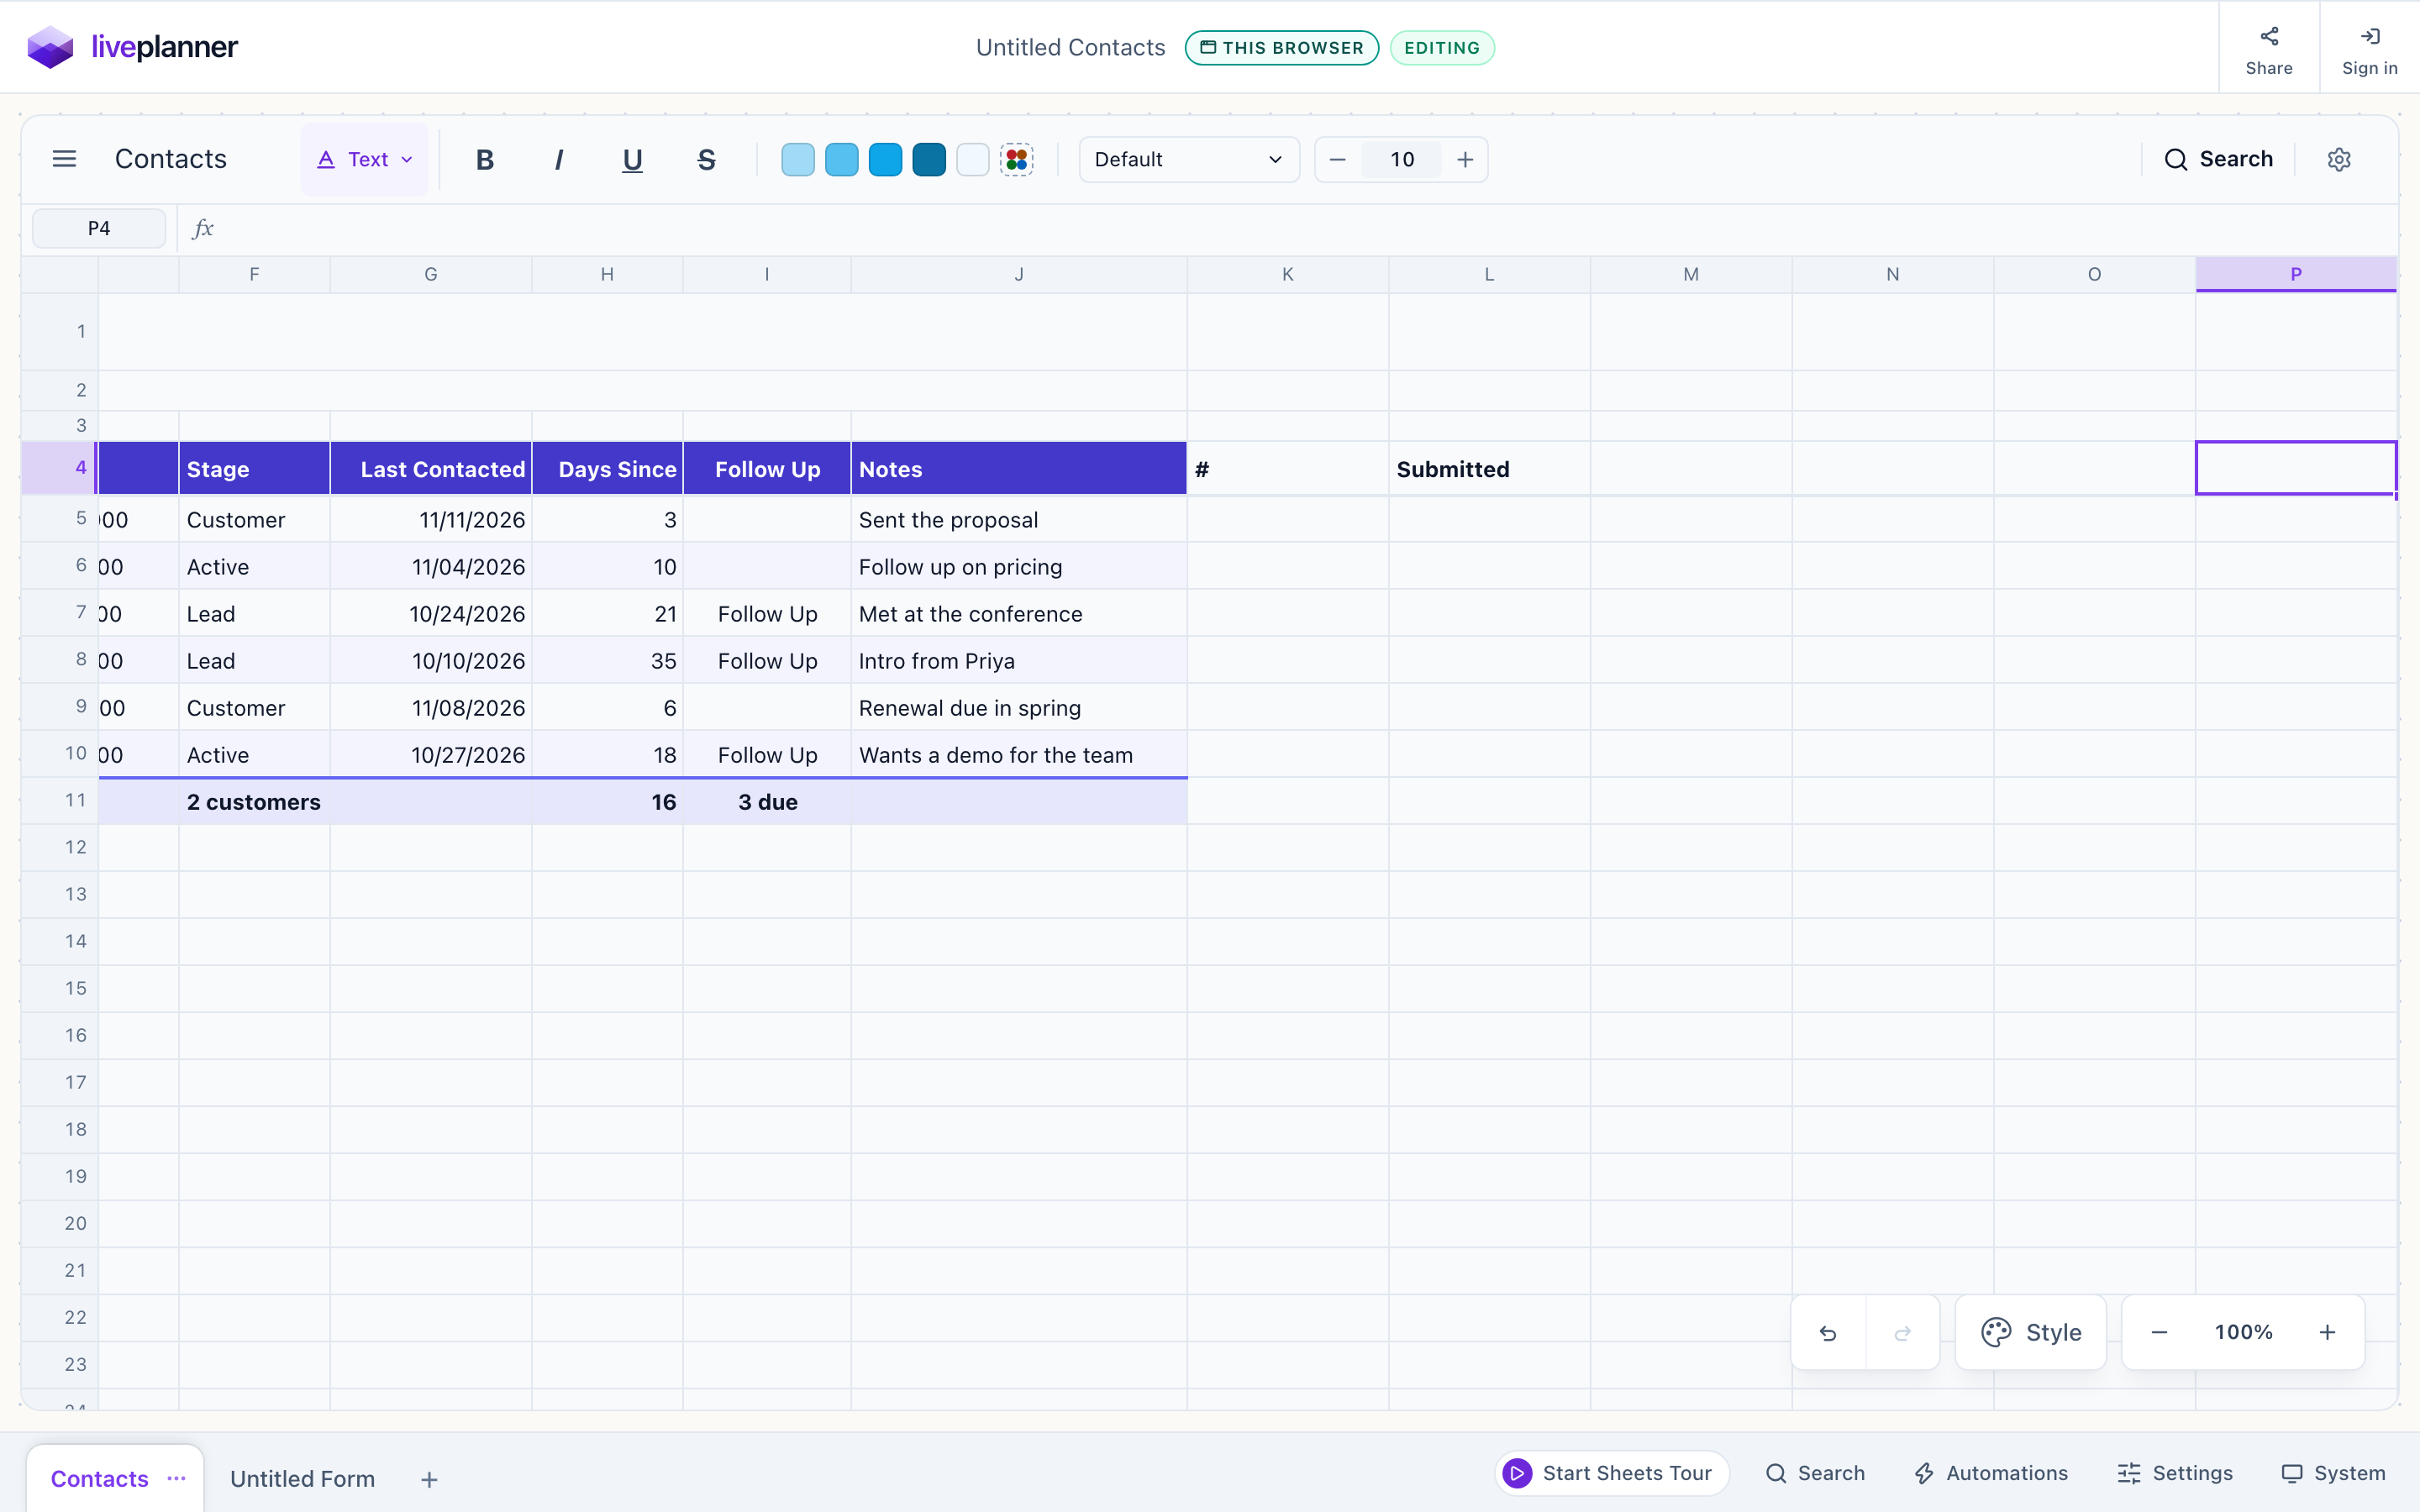 liveplanner
Untitled Contacts THIS BROWSER EDITING
Share
Sign in
Contacts Text B I U S Default − 10 + Search
P4 fx
F G H I J K L M N O P
1
2
3
4 Stage Last Contacted Days Since Follow Up Notes # Submitted
5 00 Customer 11/11/2026 3 Sent the proposal
6 00 Active 11/04/2026 10 Follow up on pricing
7 00 Lead 10/24/2026 21 Follow Up Met at the conference
8 00 Lead 10/10/2026 35 Follow Up Intro from Priya
9 00 Customer 11/08/2026 6 Renewal due in spring
10 00 Active 10/27/2026 18 Follow Up Wants a demo for the team
11 2 customers 16 3 due
12
13
14
15
16
17
18
19
20
21
22
23
24
Style − 100% +
Contacts ··· Untitled Form + Start Sheets Tour Search Automations Settings System